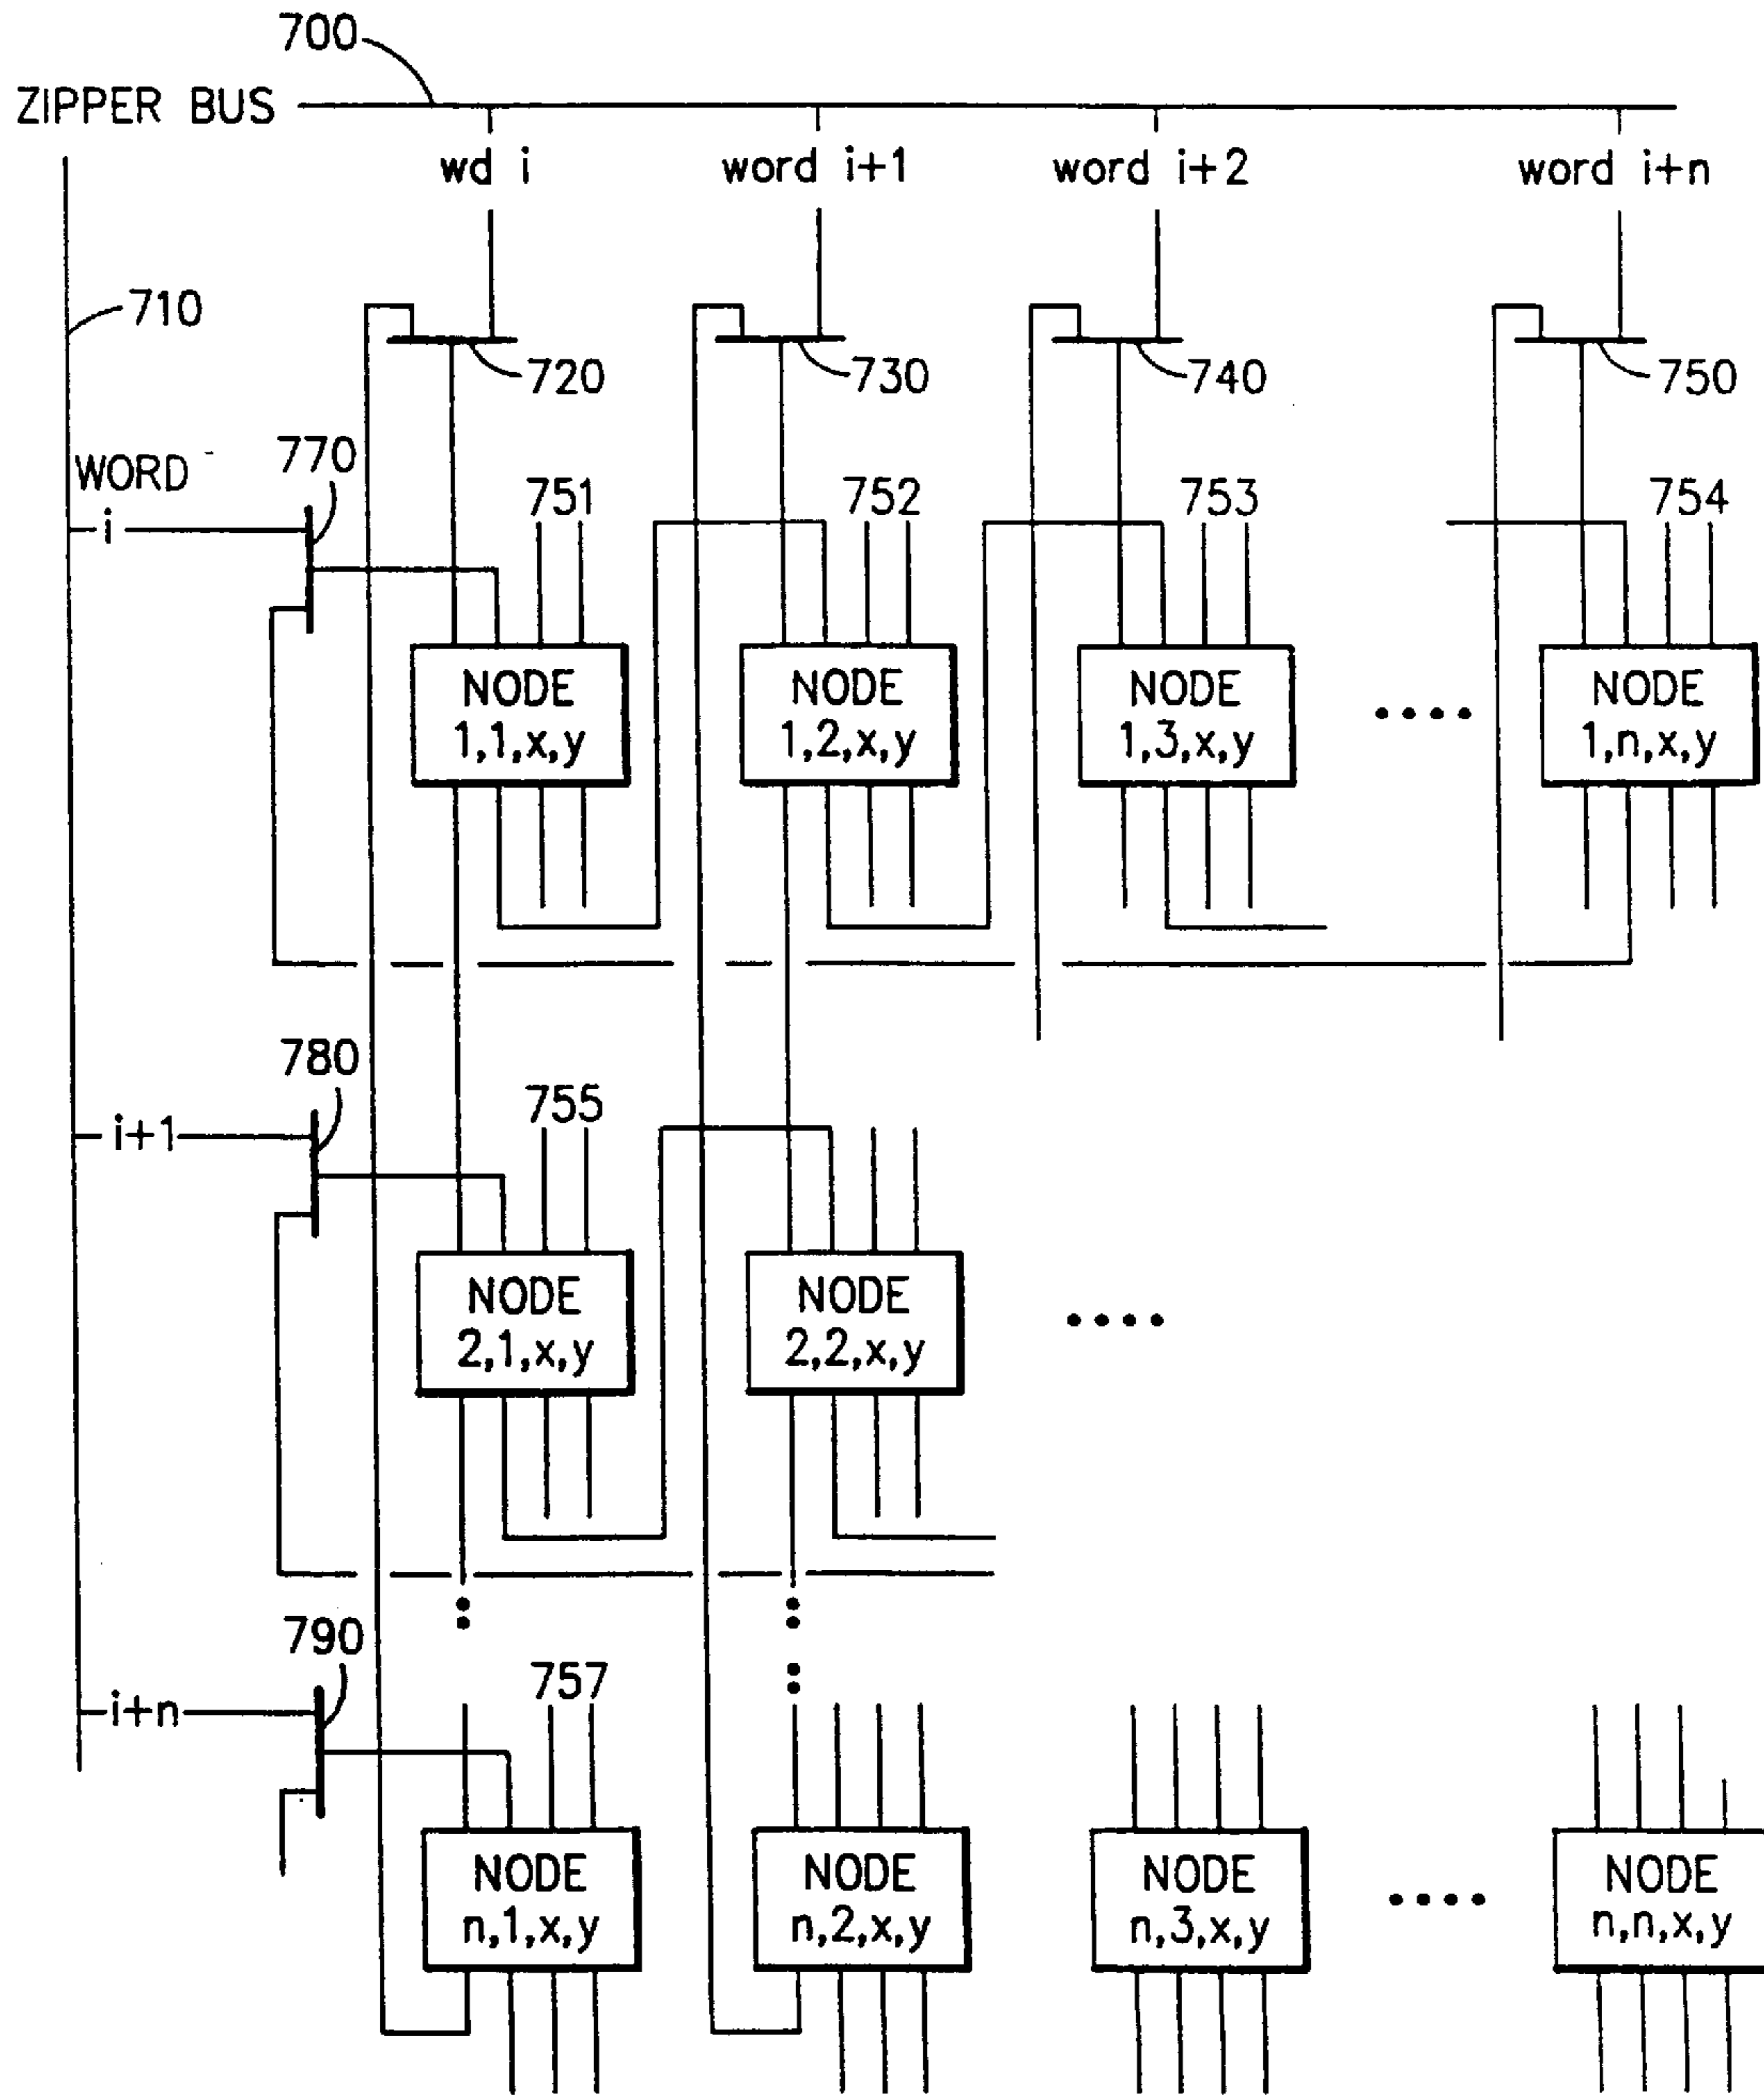 700
ZIPPER BUS
wd i
word i+1
word i+2
word i+n
710
720
730
740
750
770
WORD
i
751
752
753
754
NODE
1,1,x,y
NODE
1,2,x,y
NODE
1,3,x,y
....
NODE
1,n,x,y
780
755
i+1
NODE
2,1,x,y
NODE
2,2,x,y
....
790
757
i+n
NODE
n,1,x,y
NODE
n,2,x,y
NODE
n,3,x,y
....
NODE
n,n,x,y